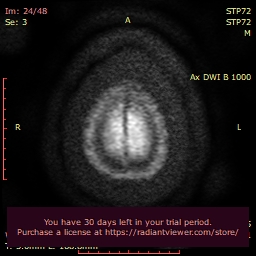 Im: 24/48
Se: 3
A
STP72
STP72
M
Ax DWI B 1000
R
L
You have 30 days left in your trial period.
Purchase a license at https://radiantviewer.com/store/